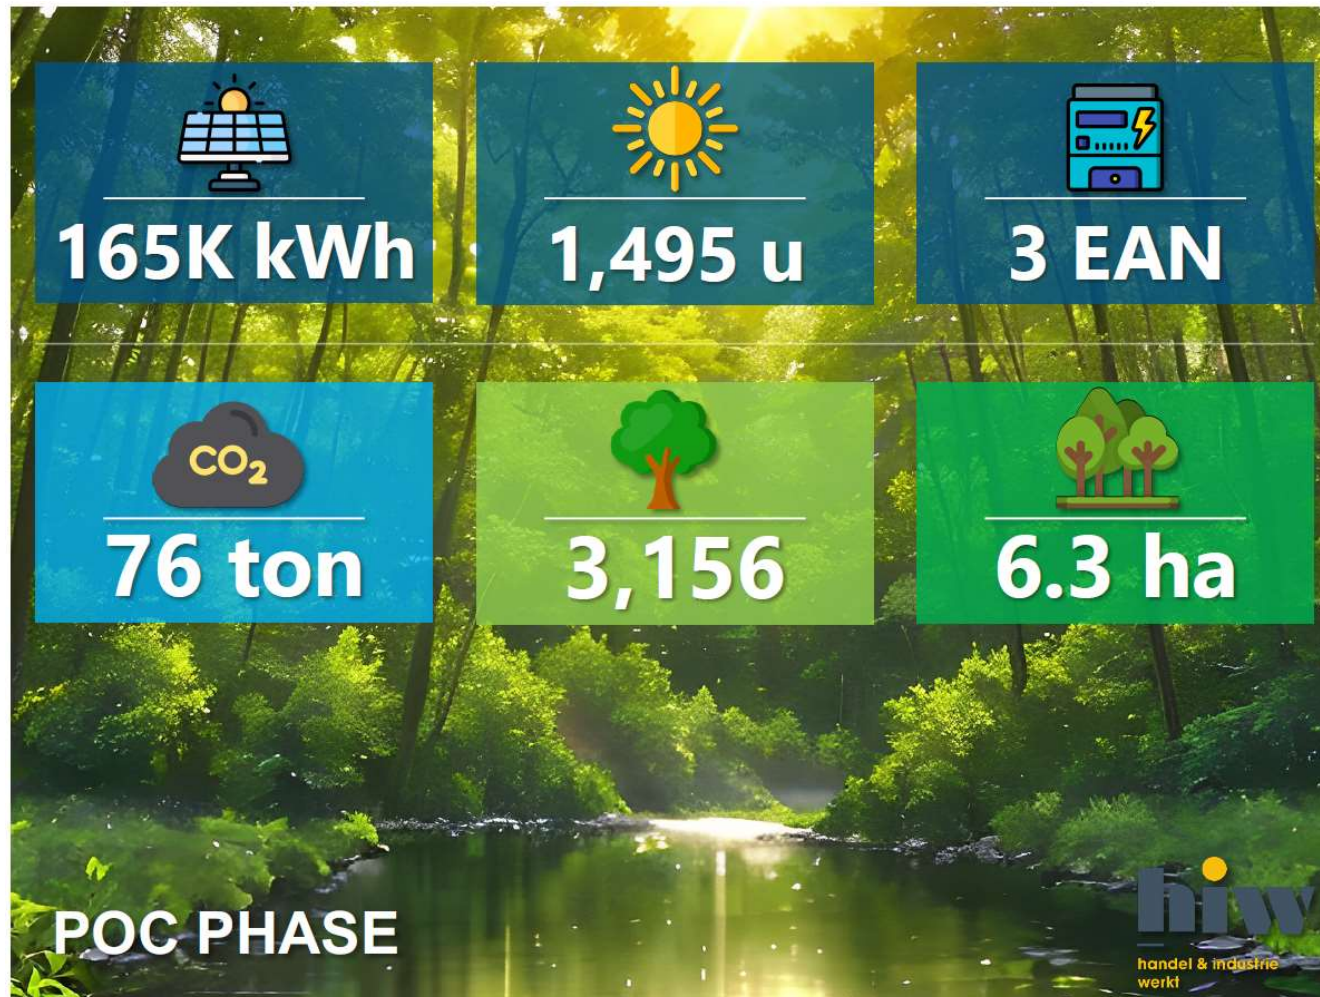 165K kWh
1,495 u
3 EAN
CO₂
76 ton
3,156
6.3 ha
POC PHASE
hiw
handel & industrie
werkt